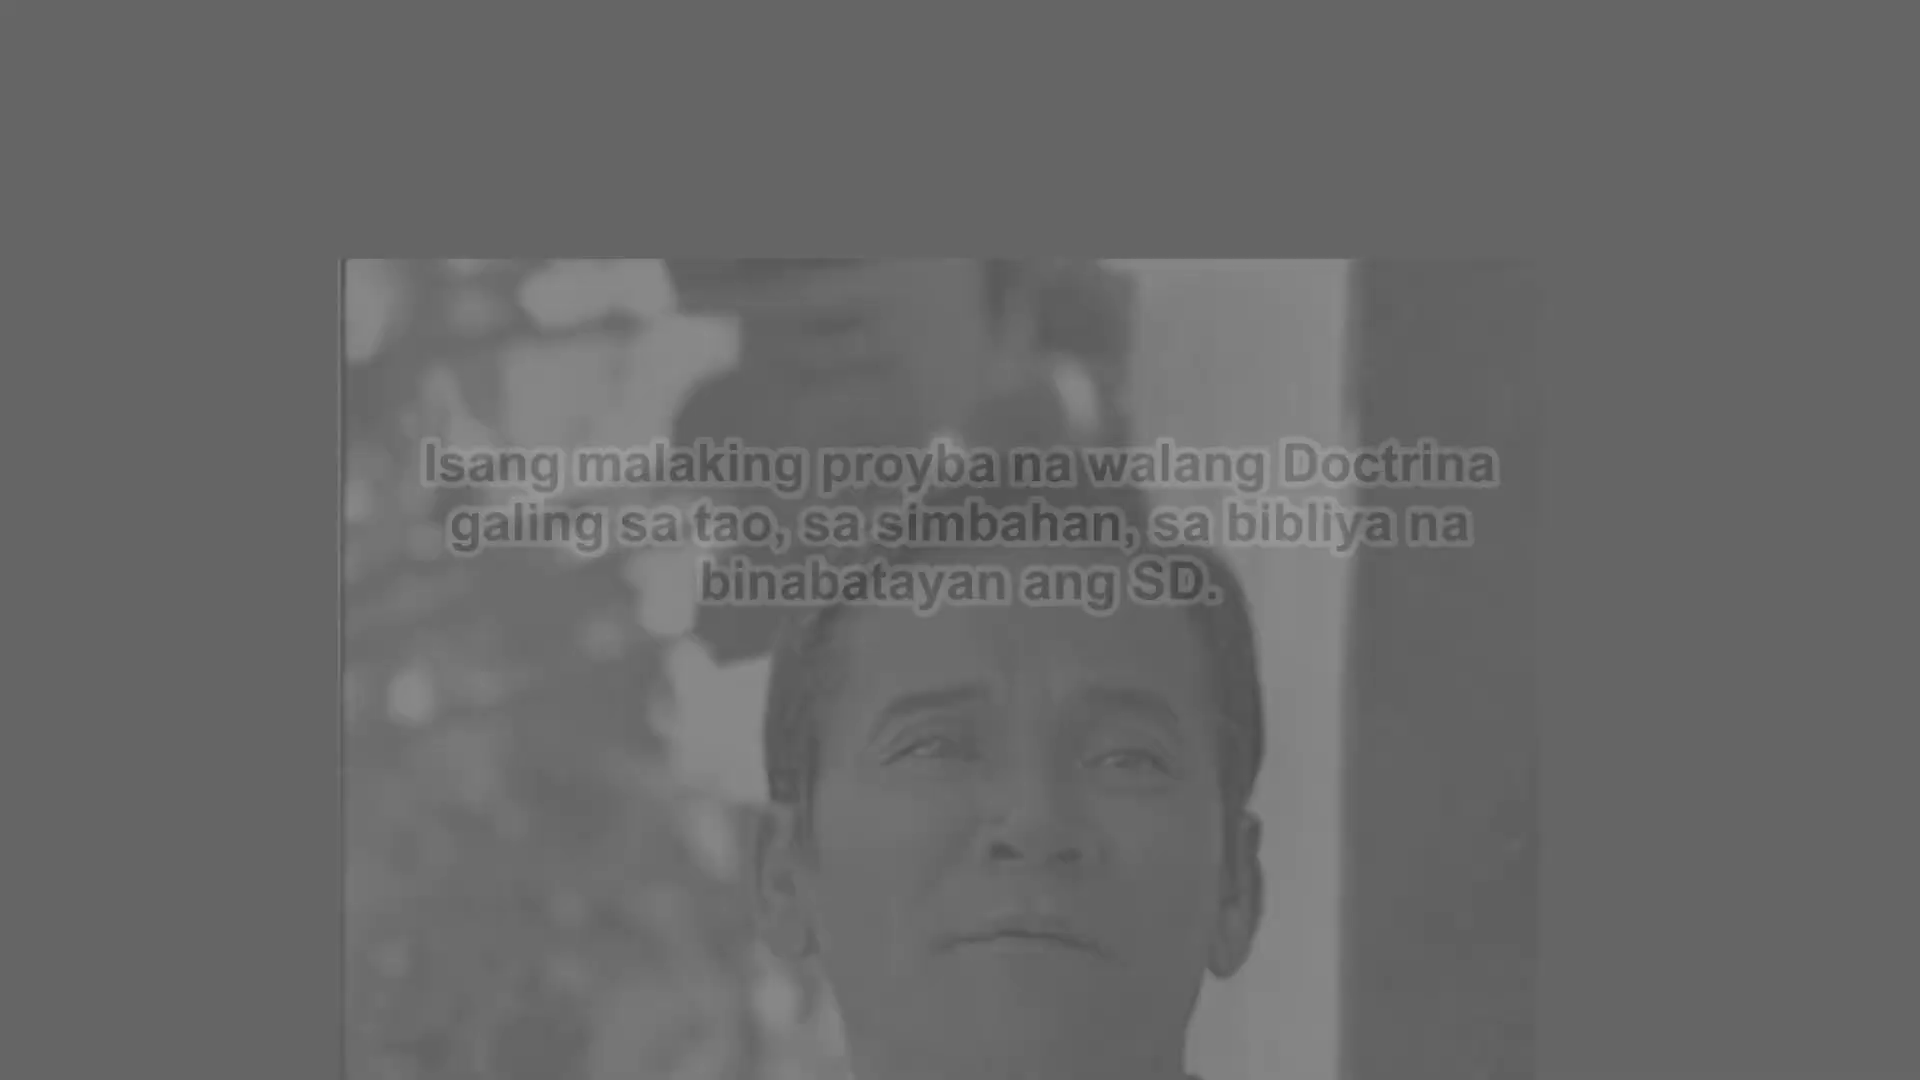 Isang malaking proyba na walang Doctrina
galing sa tao, sa simbahan, sa bibliya na
binabatayan ang SD.